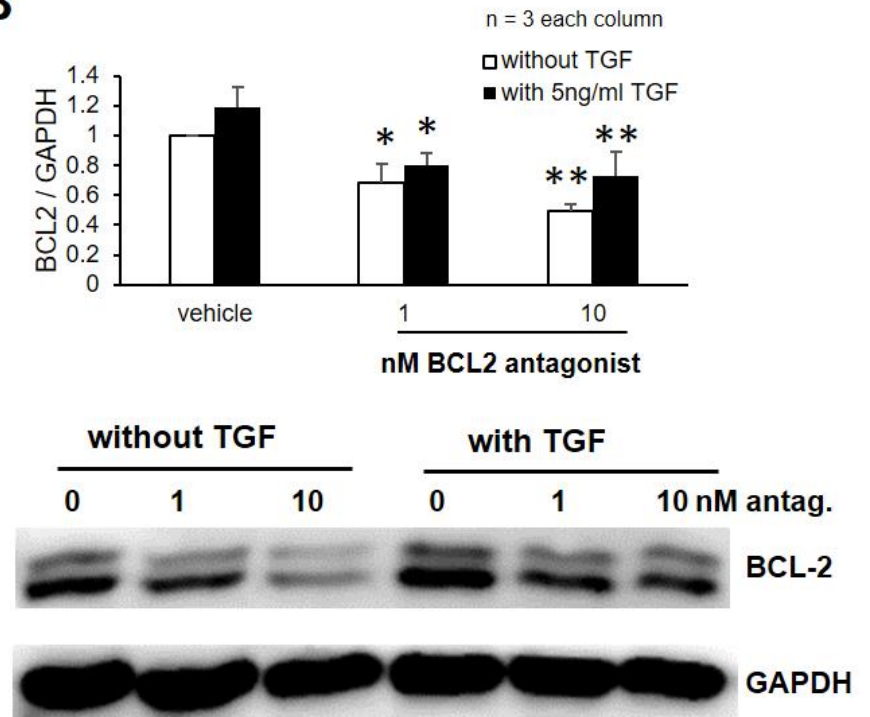 B
n = 3 each column
without TGF
with 5ng/ml TGF
BCL2 / GAPDH
1.4
1.2
1
0.8
0.6
0.4
0.2
0
* * ** **
vehicle 1 10
nM BCL2 antagonist
without TGF with TGF
0 1 10 0 1 10 nM antag.
BCL-2
GAPDH